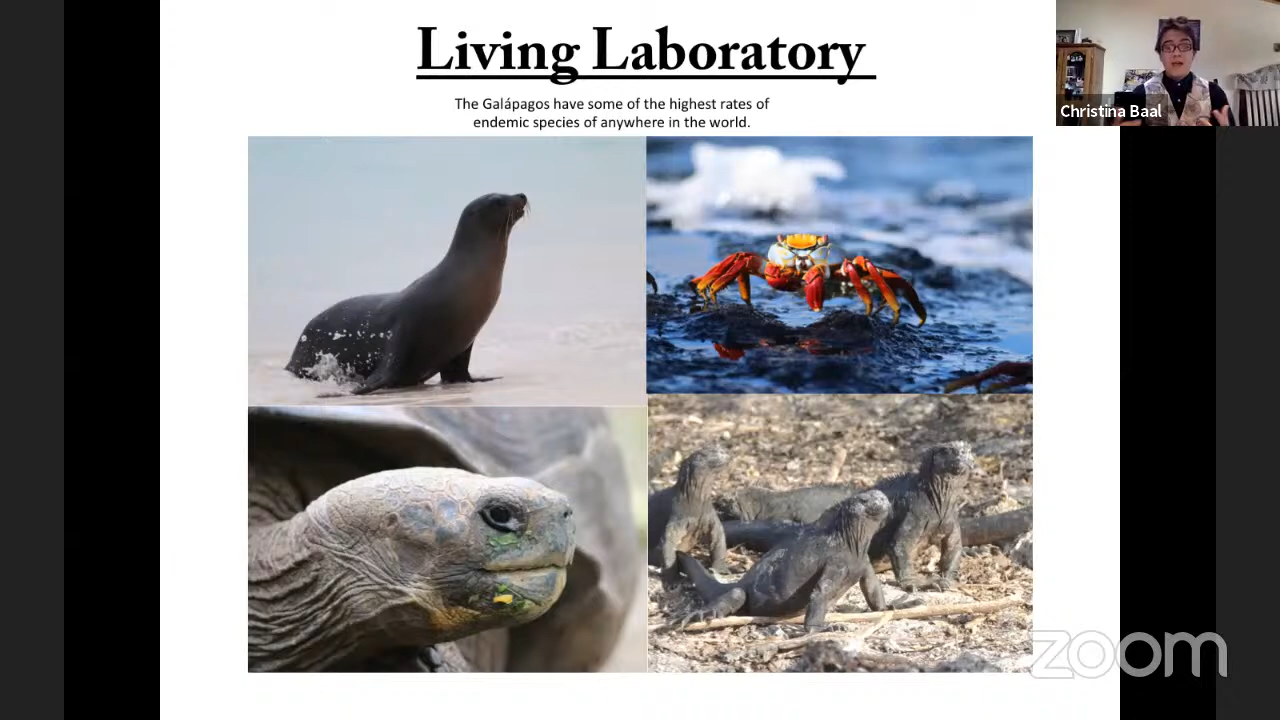 Living Laboratory
The Galápagos have some of the highest rates of
endemic species of anywhere in the world.
Christina Baal
zoom